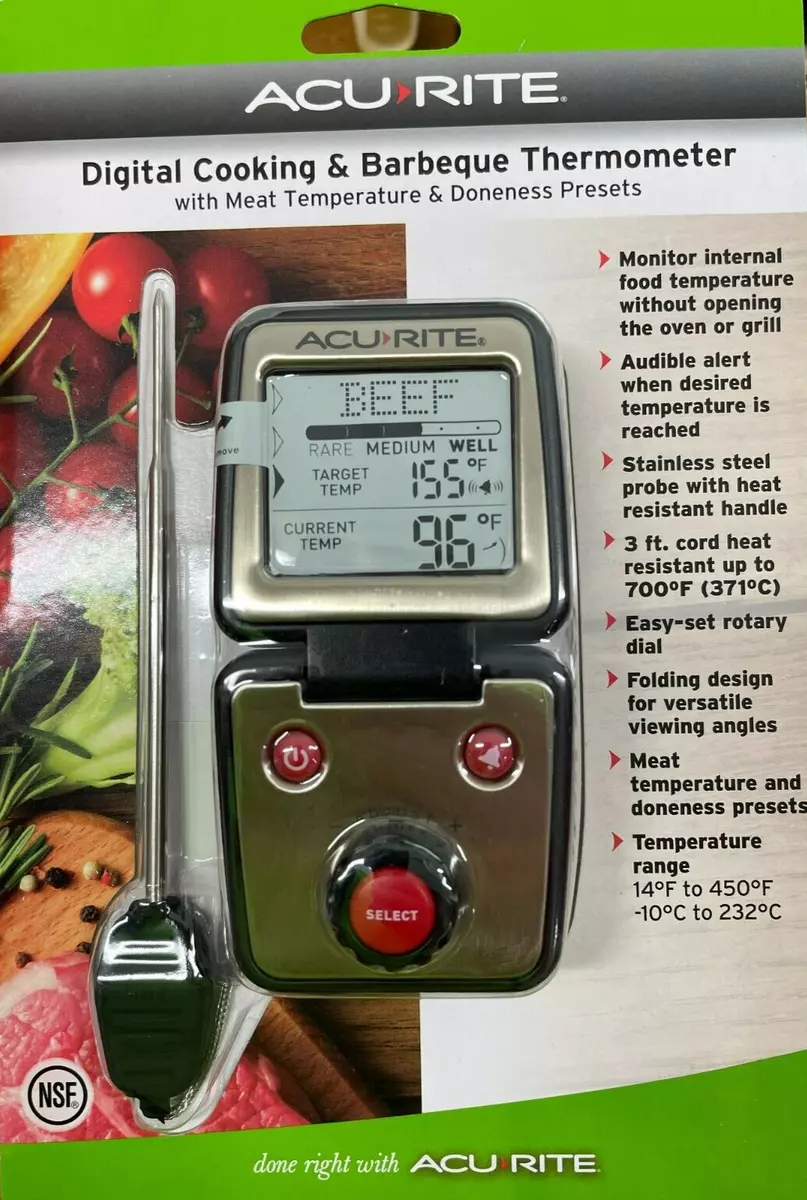 ACU RITE®
Digital Cooking & Barbeque Thermometer
with Meat Temperature & Doneness Presets
ACU RITE®
BEEF
RARE MEDIUM WELL
TARGET TEMP 155°F
CURRENT TEMP 96°F
SELECT
Monitor internal
food temperature
without opening
the oven or grill
Audible alert
when desired
temperature is
reached
Stainless steel
probe with heat
resistant handle
3 ft. cord heat
resistant up to
700°F (371°C)
Easy-set rotary
dial
Folding design
for versatile
viewing angles
Meat
temperature and
doneness presets
Temperature
range
14°F to 450°F
-10°C to 232°C
NSF®
done right with ACU RITE